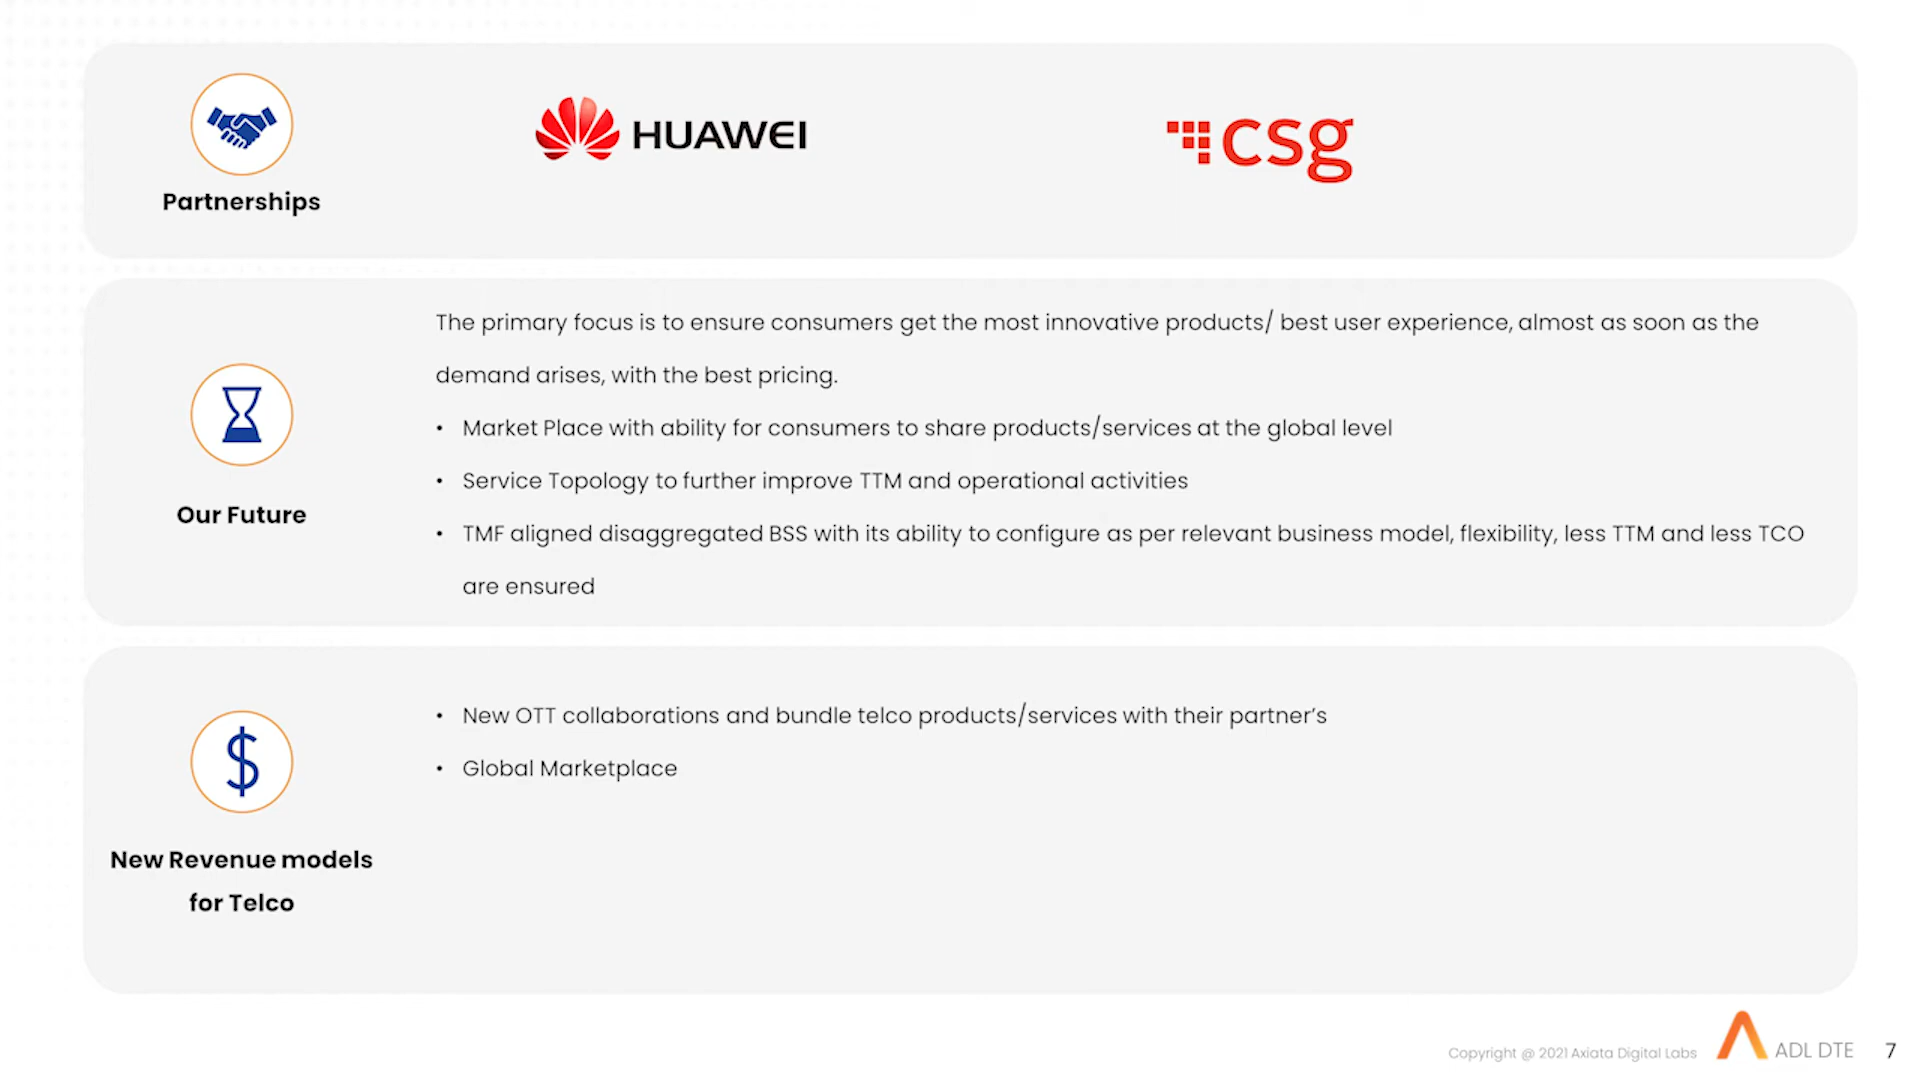 HUAWEI
csg
Partnerships
The primary focus is to ensure consumers get the most innovative products/ best user experience, almost as soon as the
demand arises, with the best pricing.
• Market Place with ability for consumers to share products/services at the global level
• Service Topology to further improve TTM and operational activities
• TMF aligned disaggregated BSS with its ability to configure as per relevant business model, flexibility, less TTM and less TCO
are ensured
Our Future
• New OTT collaborations and bundle telco products/services with their partner's
• Global Marketplace
$
New Revenue models
for Telco
Copyright @ 2021 Axiata Digital Labs
ADL DTE
7